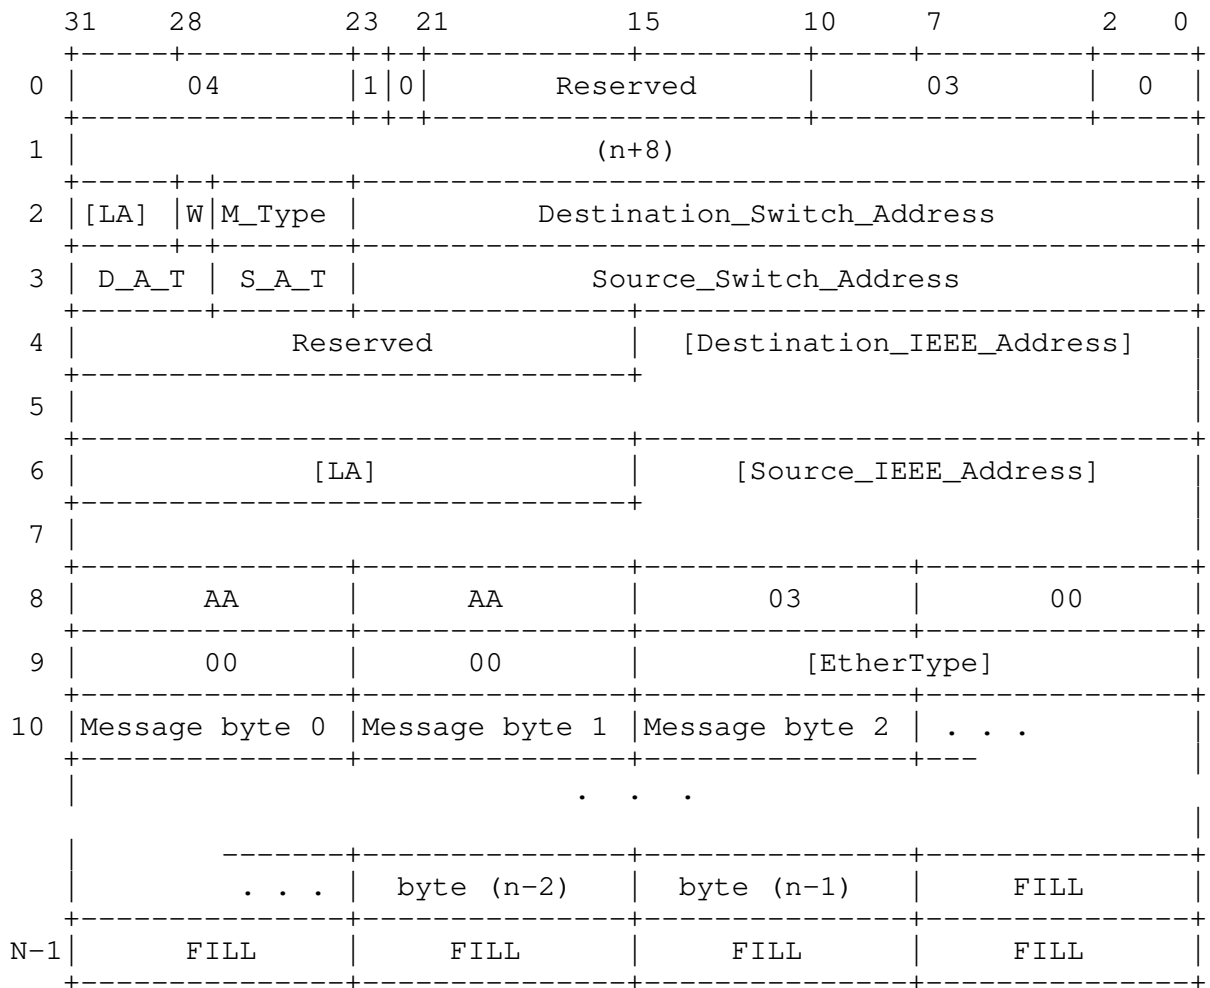 31 28 23 21 15 10 7 2 0
+-----+---------+-+-+-----------+---------+-----+---------+-----+
0 | 04 |1|0| Reserved | 03 | 0 |
+---------------+-+-+---------------------+---------------+-----+
1 | (n+8) |
+-----+-+-------+-----------------------------------------------+
2 |[LA] |W|M_Type | Destination_Switch_Address |
+-----+-+-------+-----------------------------------------------+
3 | D_A_T | S_A_T | Source_Switch_Address |
+-------+-------+---------------+-------------------------------+
4 | Reserved | [Destination_IEEE_Address] |
+-------------------------------+ |
5 | |
+-------------------------------+-------------------------------+
6 | [LA] | [Source_IEEE_Address] |
+-------------------------------+ |
7 | |
+---------------+---------------+---------------+---------------+
8 | AA | AA | 03 | 00 |
+---------------+---------------+---------------+---------------+
9 | 00 | 00 | [EtherType] |
+---------------+---------------+---------------+---------------+
10 |Message byte 0 |Message byte 1 |Message byte 2 | . . . |
+---------------+---------------+---------------+--- |
| . . .
|
| -------+---------------+---------------+---------------+
| . . . | byte (n-2) | byte (n-1) | FILL |
+---------------+---------------+---------------+---------------+
N-1| FILL | FILL | FILL | FILL |
+---------------+---------------+---------------+---------------+